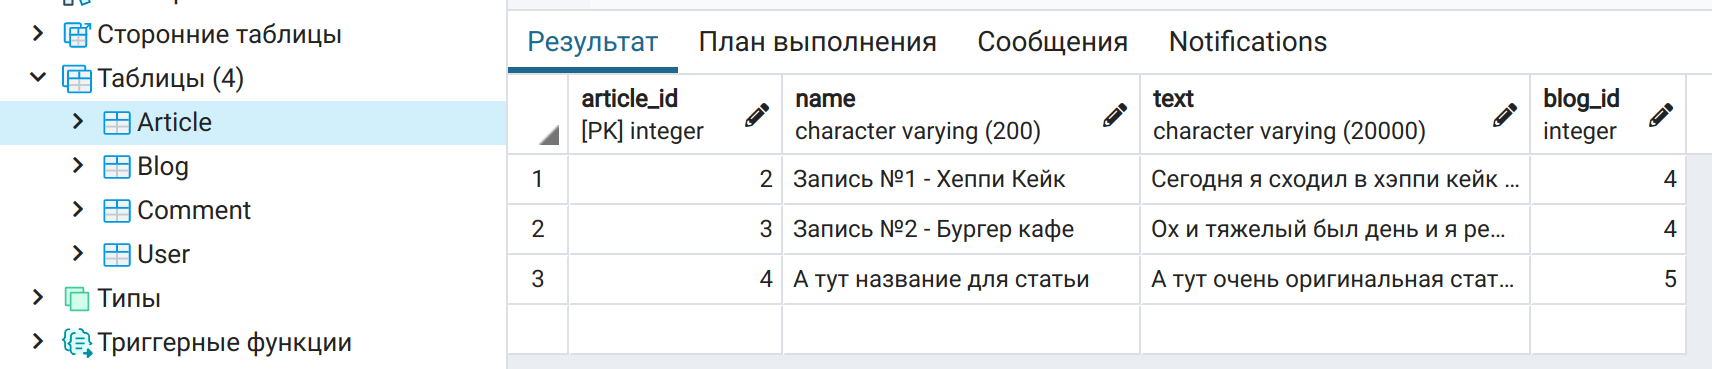 Сторонние таблицы
Таблицы (4)
Article
Blog
Comment
User
Типы
Триггерные функции
Результат План выполнения Сообщения Notifications
article_id name text blog_id
[PK] integer character varying (200) character varying (20000) integer
1 2 Запись №1 - Хеппи Кейк Сегодня я сходил в хэппи кейк ... 4
2 3 Запись №2 - Бургер кафе Ох и тяжелый был день и я ре... 4
3 4 А тут название для статьи А тут очень оригинальная стат... 5